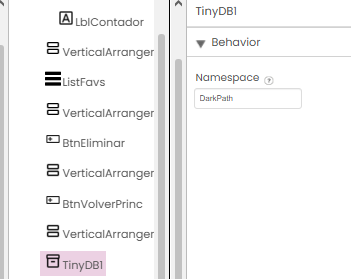 LblContador
VerticalArranger
ListFavs
VerticalArranger
BtnEliminar
VerticalArranger
BtnVolverPrinc
VerticalArranger
TinyDB1
TinyDB1
Behavior
Namespace ?
DarkPath